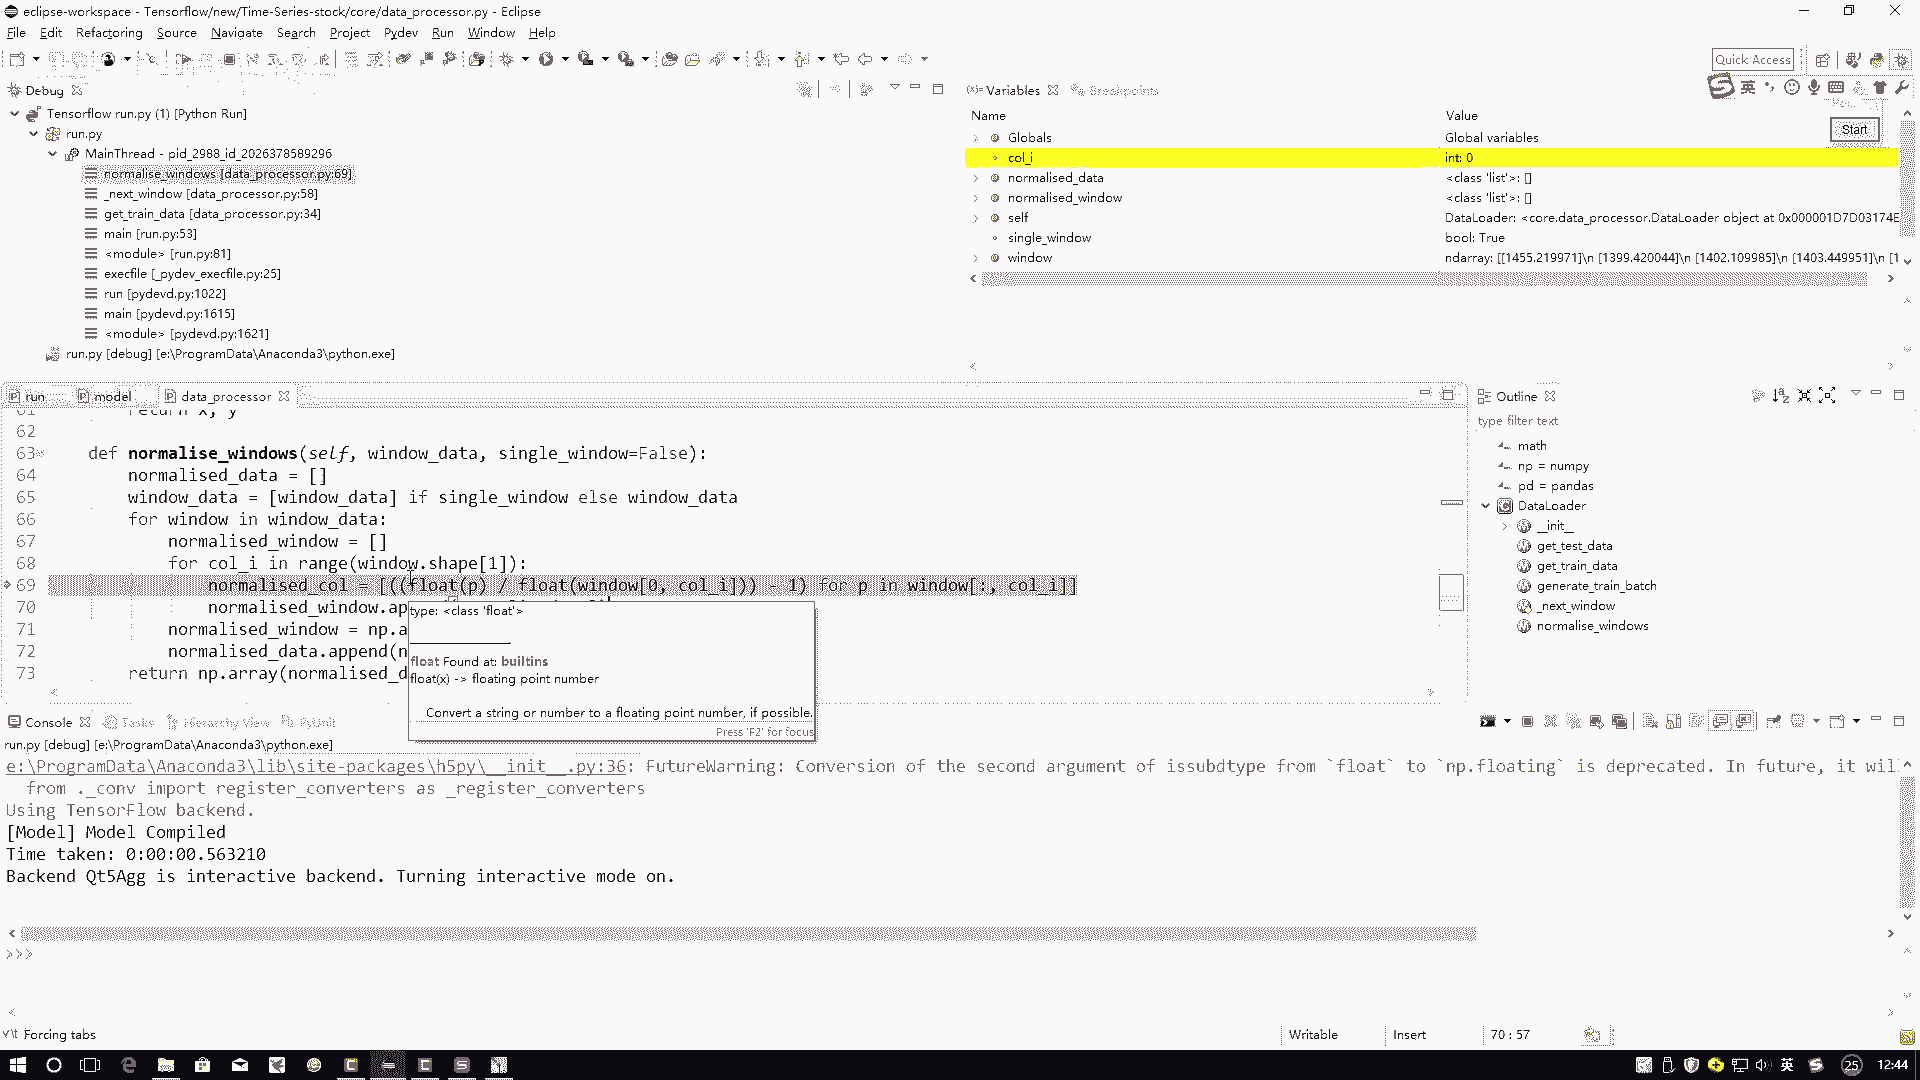 eclipse-workspace - Tensorflow/new/Time-Series-stock/core/data_processor.py - Eclipse
File Edit Refactoring Source Navigate Search Project Pydev Run Window Help
Quick Access
Debug
Tensorflow run.py (1) [Python Run]
run.py
MainThread - pid_2988_id_2026378589296
normalise_windows [data_processor.py:69]
_next_window [data_processor.py:58]
get_train_data [data_processor.py:34]
main [run.py:53]
<module> [run.py:81]
execfile [_pydev_execfile.py:25]
run [pydevd.py:1022]
main [pydevd.py:1615]
<module> [pydevd.py:1621]
run.py [debug] [e:\ProgramData\Anaconda3\python.exe]
Variables Breakpoints
英
Name Value
Start
Globals Global variables
col_i int: 0
normalised_data <class 'list'>: []
normalised_window <class 'list'>: []
self DataLoader: <core.data_processor.DataLoader object at 0x000001D7D03174E
single_window bool: True
window ndarray: [[1455.219971]\n [1399.420044]\n [1402.109985]\n [1403.449951]\n [1
run model data_processor
61 return x, y
62
63 def normalise_windows(self, window_data, single_window=False):
64 normalised_data = []
65 window_data = [window_data] if single_window else window_data
66 for window in window_data:
67 normalised_window = []
68 for col_i in range(window.shape[1]):
69 normalised_col = [((float(p) / float(window[0, col_i])) - 1) for p in window[:, col_i]]
70 normalised_window.ap
71 normalised_window = np.a
72 normalised_data.append(n
73 return np.array(normalised_d
type: <class 'float'>
float Found at: builtins
float(x) -> floating point number
Convert a string or number to a floating point number, if possible.
Press 'F2' for focus
Outline
type filter text
math
np = numpy
pd = pandas
DataLoader
__init__
get_test_data
get_train_data
generate_train_batch
_next_window
normalise_windows
Console Tasks Hierarchy View PyUnit
run.py [debug] [e:\ProgramData\Anaconda3\python.exe]
e:\ProgramData\Anaconda3\lib\site-packages\h5py\__init__.py:36: FutureWarning: Conversion of the second argument of issubdtype from `float` to `np.floating` is deprecated. In future, it wil
from ._conv import register_converters as _register_converters
Using TensorFlow backend.
[Model] Model Compiled
Time taken: 0:00:00.563210
Backend Qt5Agg is interactive backend. Turning interactive mode on.
>>>
Forcing tabs
Writable Insert 70 : 57
英 25 12:44